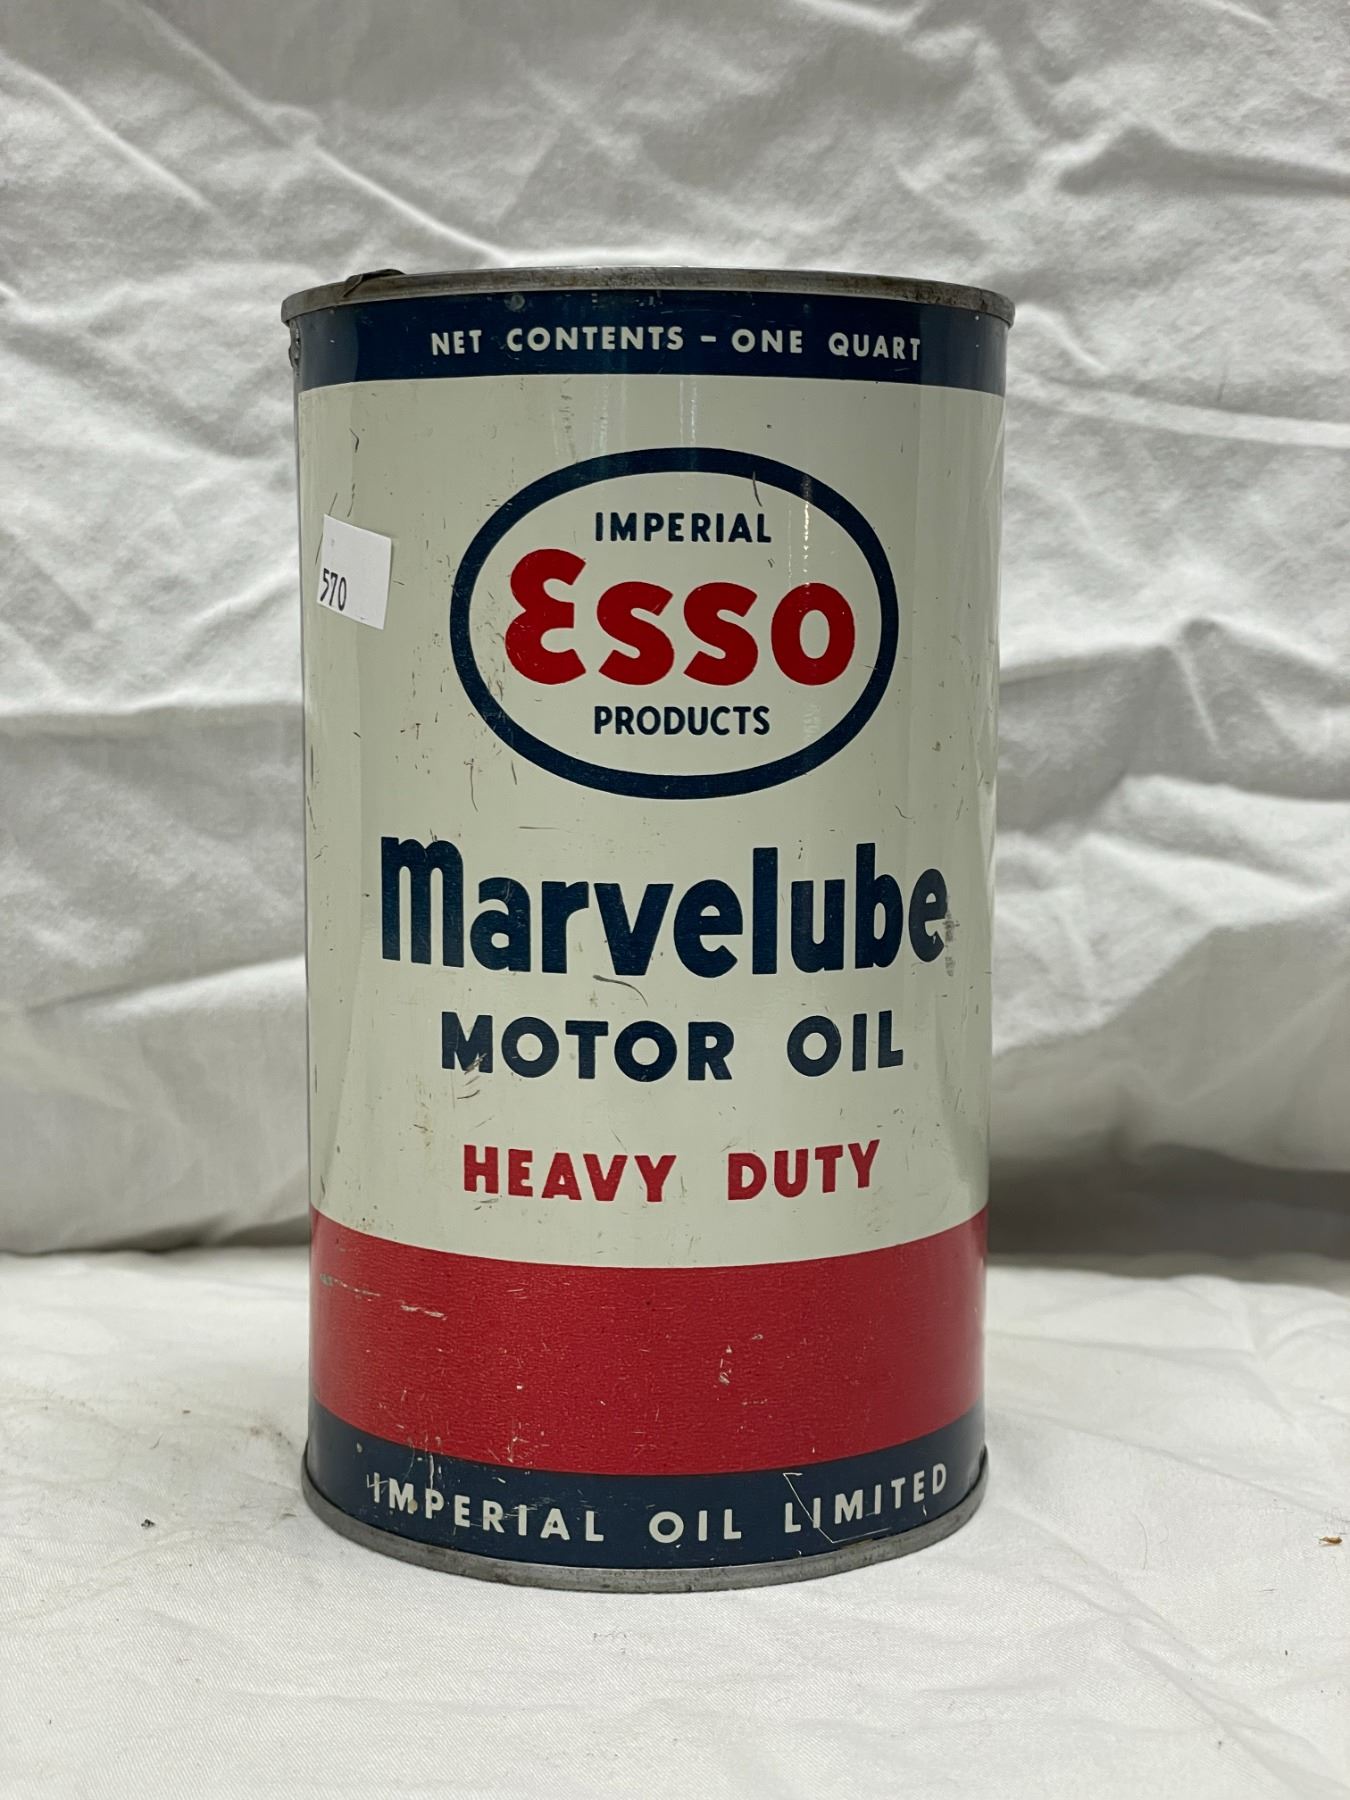 NET CONTENTS - ONE QUART
IMPERIAL
Esso
PRODUCTS
570
Marvelube
MOTOR OIL
HEAVY DUTY
IMPERIAL OIL LIMITED